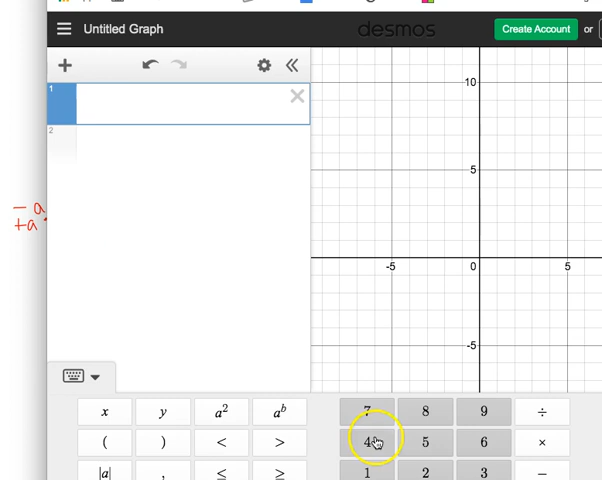 Untitled Graph
desmos
Create Account or
1
2
10
5
-5 0 5
-5
− a
+a
x y a² aᵇ 7 8 9 ÷
( ) < > 4 5 6 ×
|a| , ≤ ≥ 1 2 3 −